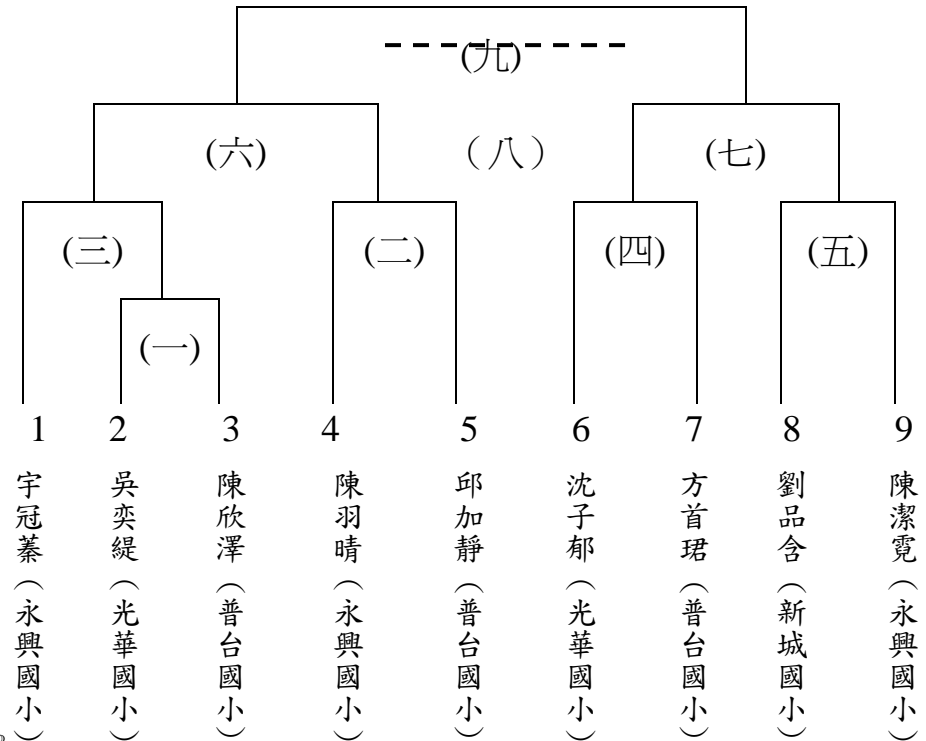 (九)
(六)
（八）
(七)
(三)
(二)
(四)
(五)
(一)
1 2 3 4 5 6 7 8 9
宇冠蓁（永興國小）
吳奕緹（光華國小）
陳欣澤（普台國小）
陳羽晴（永興國小）
邱加靜（普台國小）
沈子郁（光華國小）
方首珺（普台國小）
劉品含（新城國小）
陳潔霓（永興國小）